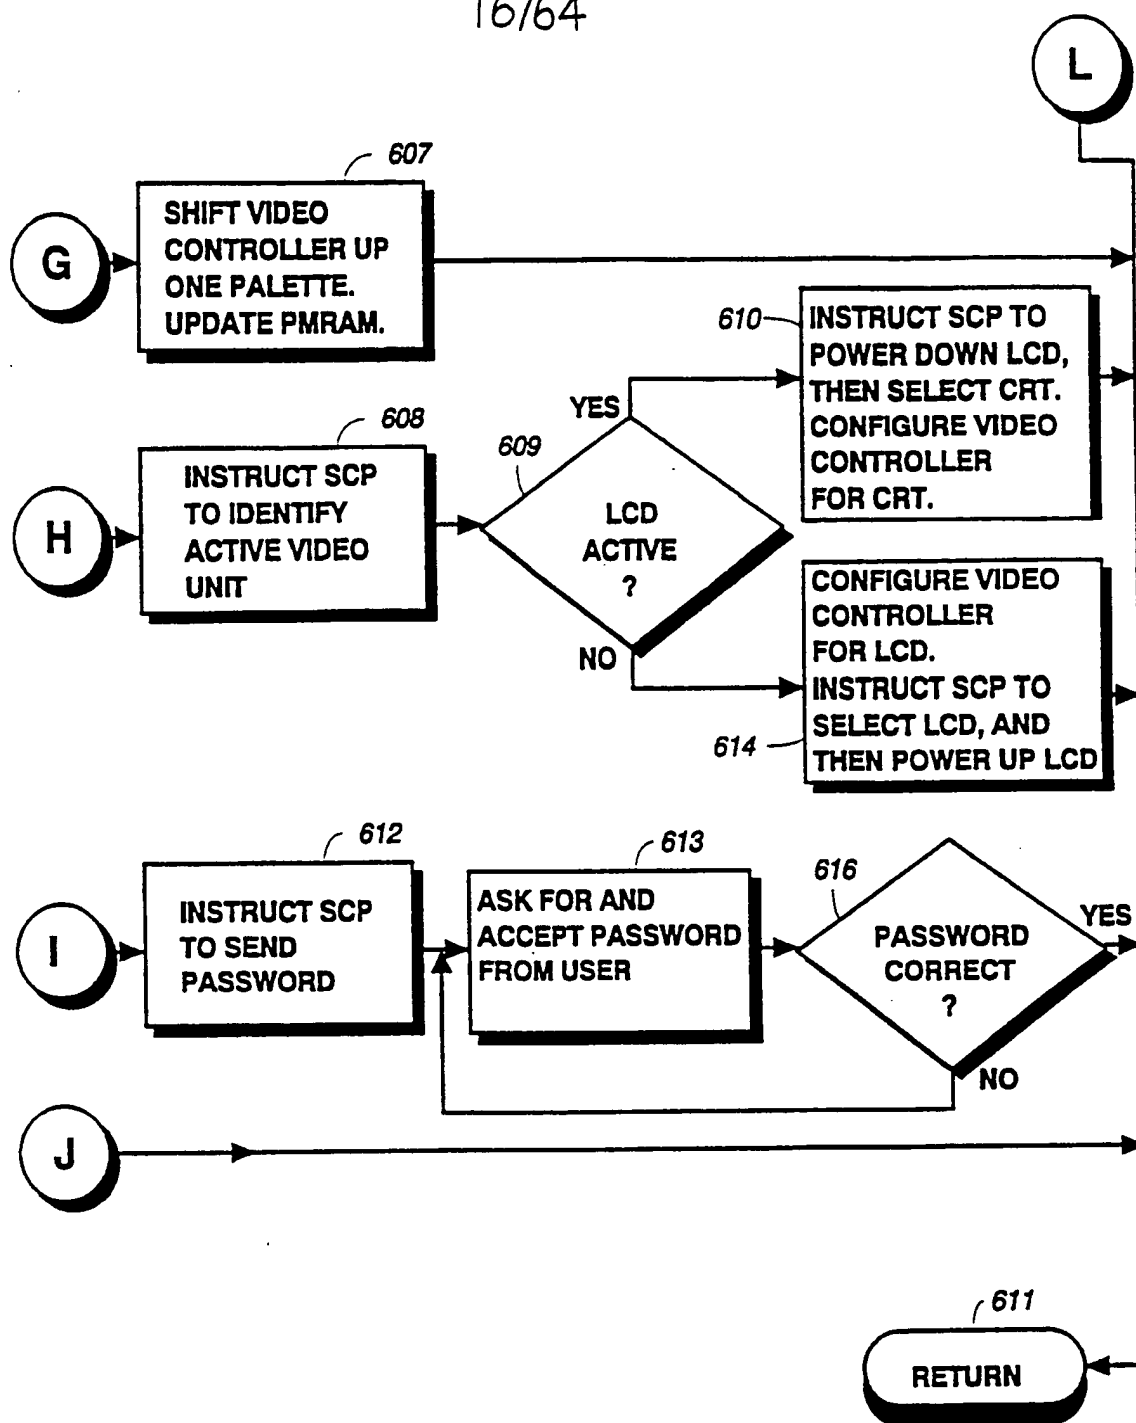 16/64
L
607
G
SHIFT VIDEO
CONTROLLER UP
ONE PALETTE.
UPDATE PMRAM.
610
INSTRUCT SCP TO
POWER DOWN LCD,
THEN SELECT CRT.
CONFIGURE VIDEO
CONTROLLER
FOR CRT.
608
H
INSTRUCT SCP
TO IDENTIFY
ACTIVE VIDEO
UNIT
609
YES
LCD
ACTIVE
?
NO
CONFIGURE VIDEO
CONTROLLER
FOR LCD.
INSTRUCT SCP TO
SELECT LCD, AND
THEN POWER UP LCD
614
612
I
INSTRUCT SCP
TO SEND
PASSWORD
613
ASK FOR AND
ACCEPT PASSWORD
FROM USER
616
PASSWORD
CORRECT
?
YES
NO
J
611
RETURN